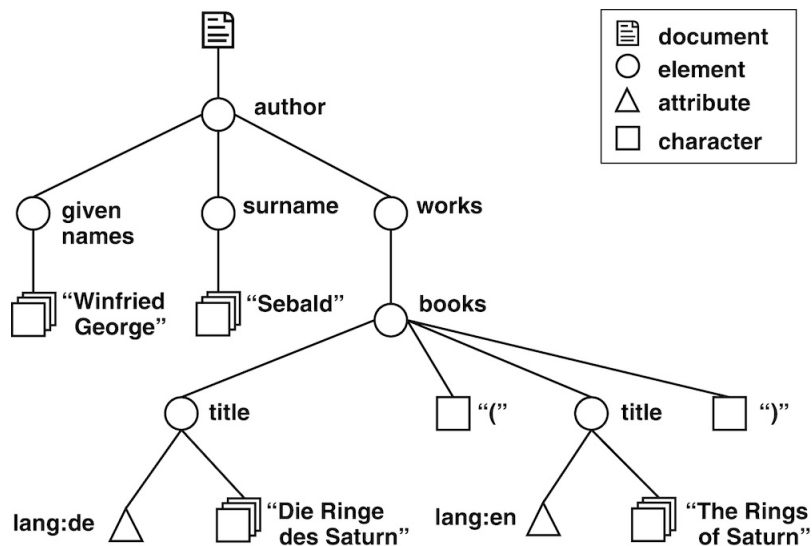 document
element
attribute
character
author
given
names
surname
works
“Winfried
George”
“Sebald”
books
title
“(”
title
“)”
lang:de
“Die Ringe
des Saturn”
lang:en
“The Rings
of Saturn”